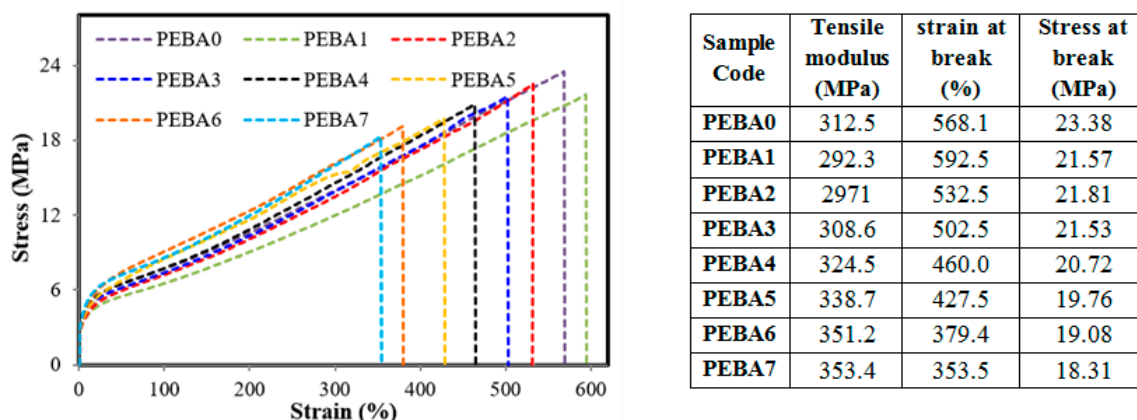 PEBA0 PEBA1 PEBA2
PEBA3 PEBA4 PEBA5
PEBA6 PEBA7
24
18
12
6
0
0 100 200 300 400 500 600
Stress (MPa)
Strain (%)
Sample Code Tensile modulus (MPa) strain at break (%) Stress at break (MPa)
PEBA0 312.5 568.1 23.38
PEBA1 292.3 592.5 21.57
PEBA2 2971 532.5 21.81
PEBA3 308.6 502.5 21.53
PEBA4 324.5 460.0 20.72
PEBA5 338.7 427.5 19.76
PEBA6 351.2 379.4 19.08
PEBA7 353.4 353.5 18.31